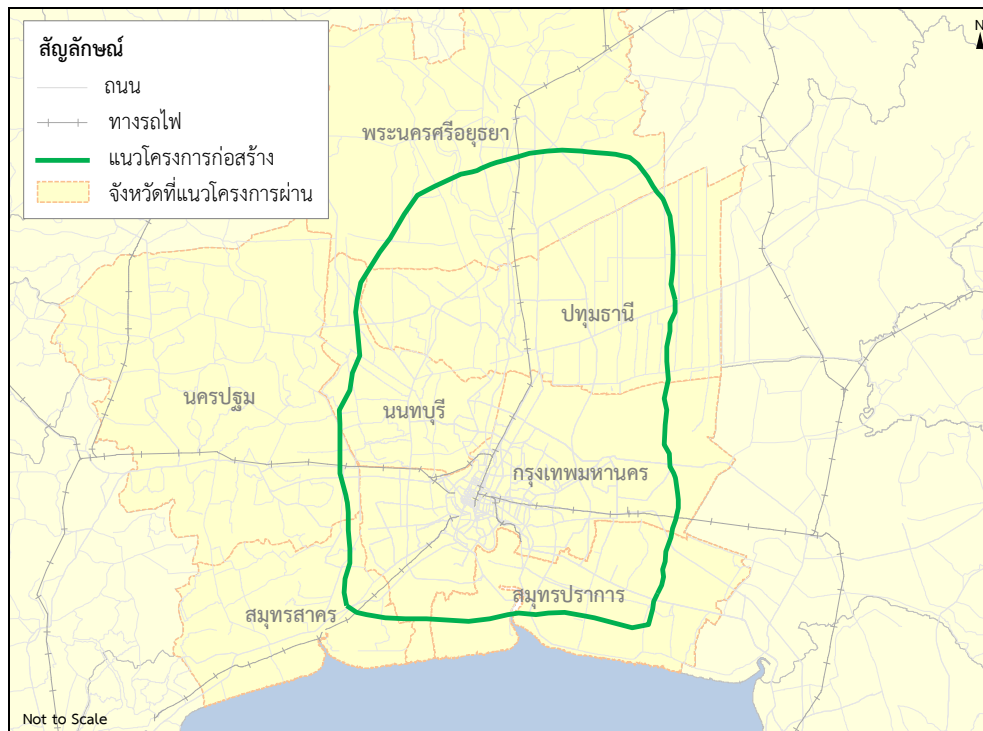 สัญลักษณ์
ถนน
ทางรถไฟ
แนวโครงการก่อสร้าง
จังหวัดที่แนวโครงการผ่าน
N
พระนครศรีอยุธยา
ปทุมธานี
นครปฐม
นนทบุรี
กรุงเทพมหานคร
สมุทรปราการ
สมุทรสาคร
Not to Scale